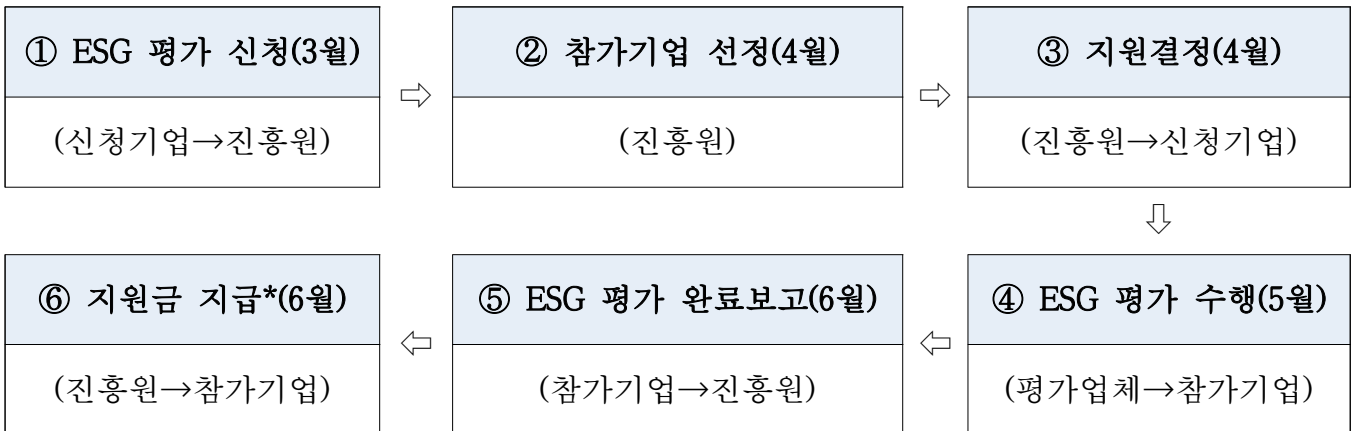 ① ESG 평가 신청(3월)
(신청기업→진흥원)
⇨
② 참가기업 선정(4월)
(진흥원)
⇨
③ 지원결정(4월)
(진흥원→신청기업)
⇩
④ ESG 평가 수행(5월)
(평가업체→참가기업)
⇦
⑤ ESG 평가 완료보고(6월)
(참가기업→진흥원)
⇦
⑥ 지원금 지급*(6월)
(진흥원→참가기업)